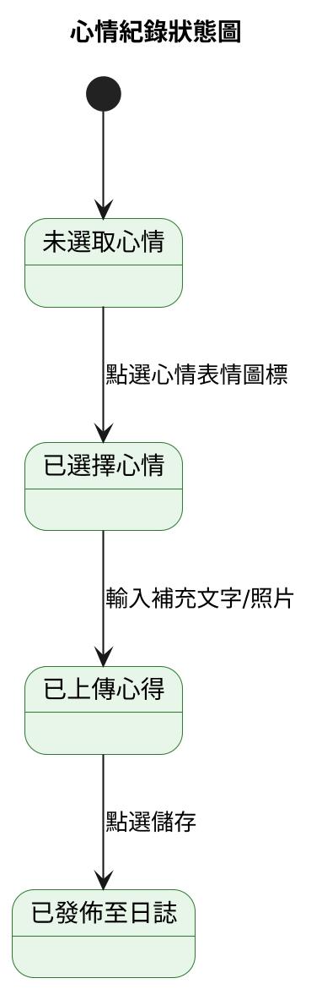 心情紀錄狀態圖
未選取心情
點選心情表情圖標
已選擇心情
輸入補充文字/照片
已上傳心得
點選儲存
已發佈至日誌